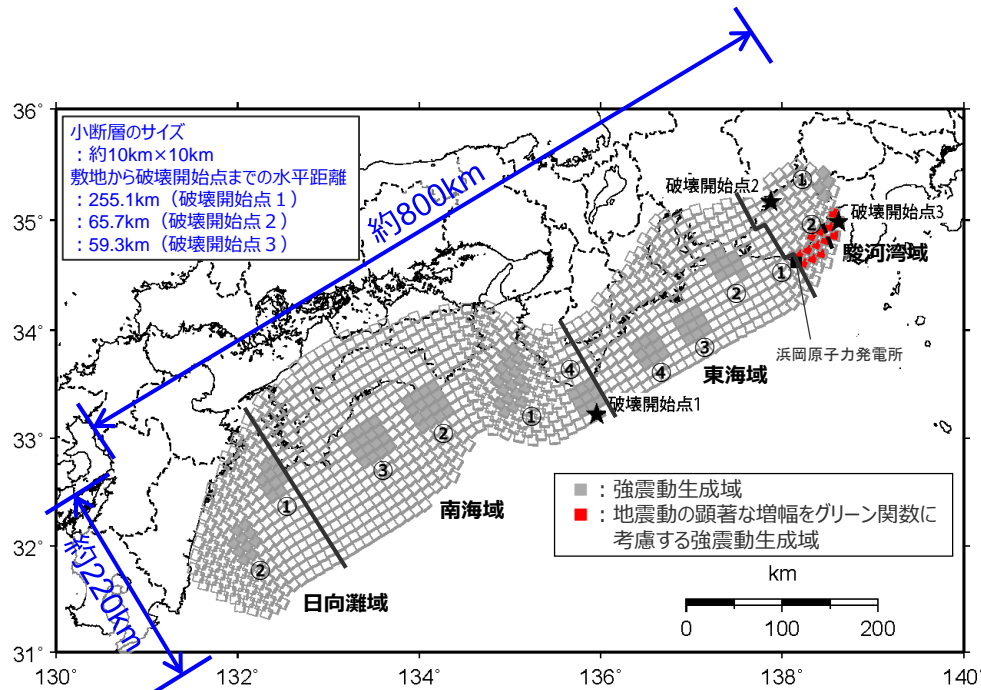 小断層のサイズ
：約10km×10km
敷地から破壊開始点までの水平距離
：255.1km（破壊開始点１）
：65.7km（破壊開始点２）
：59.3km（破壊開始点３）
約800km
約220km
36°
35°
34°
33°
32°
31°
130°
132°
134°
136°
138°
140°
破壊開始点2
①
②
破壊開始点3
駿河湾域
①
②
浜岡原子力発電所
③
④
東海域
④
破壊開始点1
①
②
③
南海域
①
②
日向灘域
：強震動生成域
：地震動の顕著な増幅をグリーン関数に
考慮する強震動生成域
km
0
100
200